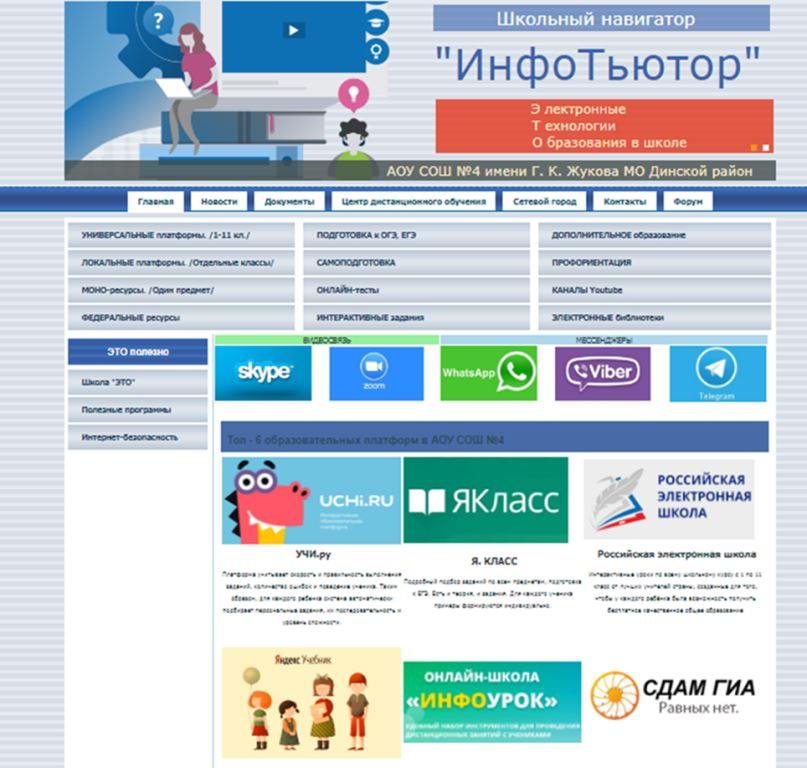 Школьный навигатор
"ИнфоТьютор"
Э лектронные
Т ехнологии
О бразования в школе
АОУ СОШ №4 имени Г. К. Жукова МО Динской район
Главная Новости Документы Центр дистанционного обучения Сетевой город Контакты Форум
УНИВЕРСАЛЬНЫЕ платформы. /1-11 кл./ ПОДГОТОВКА к ОГЭ, ЕГЭ ДОПОЛНИТЕЛЬНОЕ образование
ЛОКАЛЬНЫЕ платформы. /Отдельные классы/ САМОПОДГОТОВКА ПРОФОРИЕНТАЦИЯ
МОНО-ресурсы. /Один предмет/ ОНЛАЙН-тесты КАНАЛЫ Youtube
ФЕДЕРАЛЬНЫЕ ресурсы ИНТЕРАКТИВНЫЕ задания ЭЛЕКТРОННЫЕ библиотеки
ЭТО полезно
Школа "ЭТО"
Полезные программы
Интернет-безопасность
ВИДЕОСВЯЗЬ МЕССЕНДЖЕРЫ
skype zoom WhatsApp Viber Telegram
Топ - 6 образовательных платформ в АОУ СОШ №4
UCHi.RU
Интерактивная
образовательная
платформа
ЯКласс
РОССИЙСКАЯ
ЭЛЕКТРОННАЯ
ШКОЛА
УЧИ.ру
Платформа учитывает скорость и правильность выполнения
заданий, количество ошибок и поведение ученика. Таким
образом, для каждого ребенка система автоматически
подбирает персональные задания, их последовательность и
уровень сложности.
Я. КЛАСС
Подробный подбор заданий по всем предметам, подготовка
к ЕГЭ. Есть и теория, и задания. Для каждого ученика
примеры формируются индивидуально.
Российская электронная школа
Интерактивные уроки по всему школьному курсу с 1 по 11
класс от лучших учителей страны, созданные для того,
чтобы у каждого ребёнка была возможность получить
бесплатное качественное общее образование
Яндекс Учебник
ОНЛАЙН-ШКОЛА
«ИНФОУРОК»
УДОБНЫЙ НАБОР ИНСТРУМЕНТОВ ДЛЯ ПРОВЕДЕНИЯ
ДИСТАНЦИОННЫХ ЗАНЯТИЙ С УЧЕНИКАМИ
СДАМ ГИА
Равных нет.